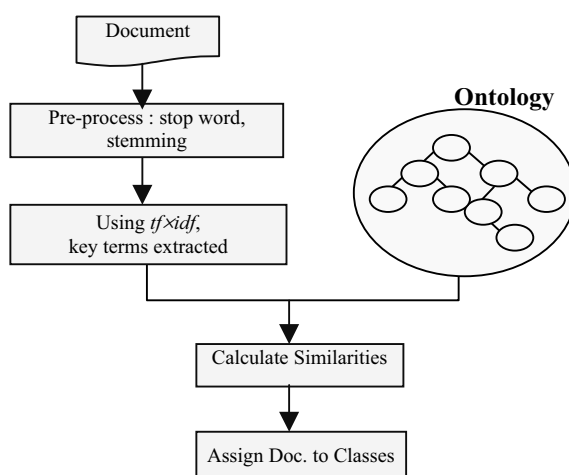 Document
Pre-process : stop word,
stemming
Using tf×idf,
key terms extracted
Ontology
Calculate Similarities
Assign Doc. to Classes